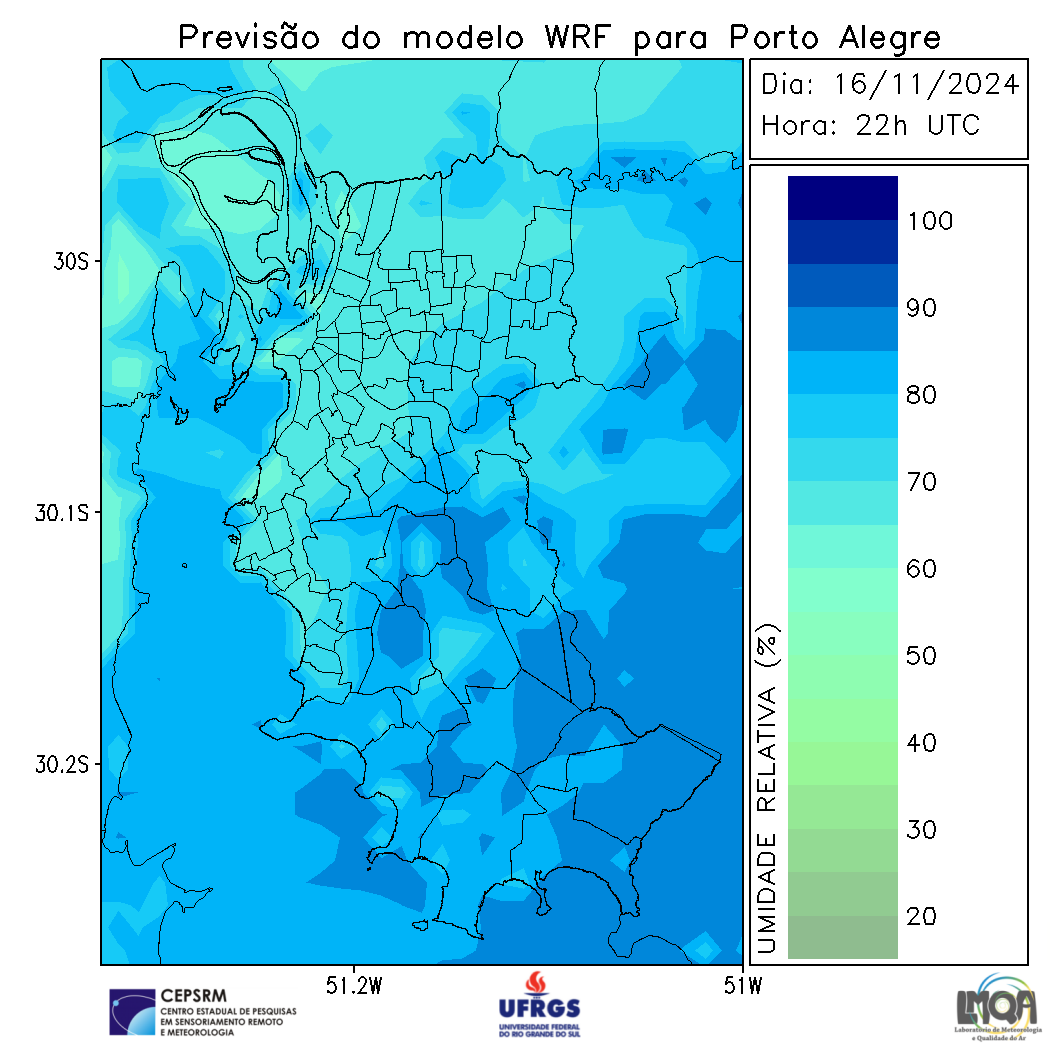 Previsão do modelo WRF para Porto Alegre
Dia: 16/11/2024
Hora: 22h UTC
30S
30.1S
30.2S
51.2W
51W
UMIDADE RELATIVA (%)
100
90
80
70
60
50
40
30
20
CEPSRM
CENTRO ESTADUAL DE PESQUISAS
EM SENSORIAMENTO REMOTO
E METEOROLOGIA
UFRGS
UNIVERSIDADE FEDERAL
DO RIO GRANDE DO SUL
LMQA
Laboratório de Meteorologia
e Qualidade do Ar